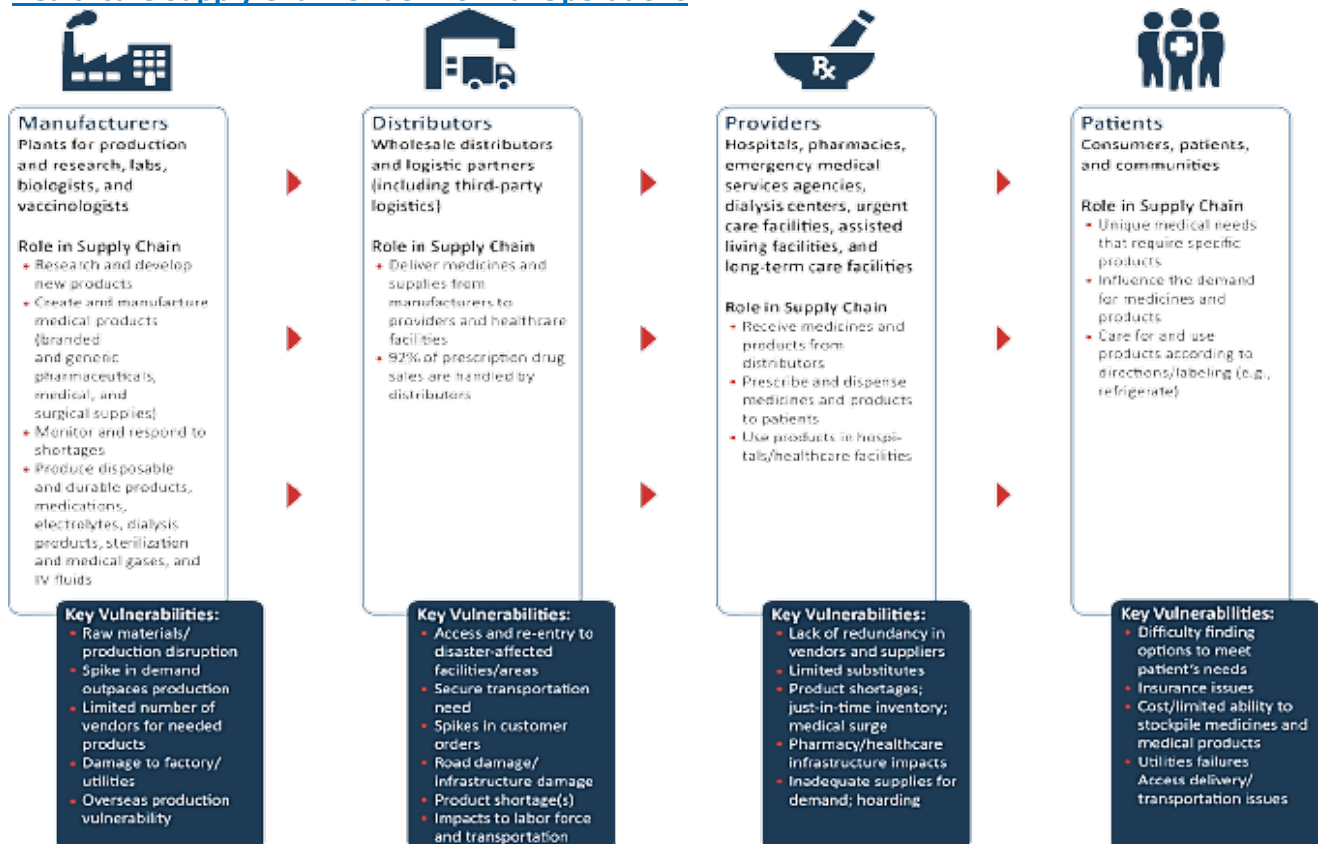 Rx
Manufacturers
Plants for production
and research, labs,
biologists, and
vaccinologists
Role in Supply Chain
• Research and develop
new products
• Create and manufacture
medical products
(branded
and generic
pharmaceuticals,
medical, and
surgical supplies)
• Monitor and respond to
shortages
• Produce disposable
and durable products,
medications,
electrolytes, dialysis
products, sterilization
and medical gases, and
IV fluids
Key Vulnerabilities:
• Raw materials/
production disruption
• Spike in demand
outpaces production
• Limited number of
vendors for needed
products
• Damage to factory/
utilities
• Overseas production
vulnerability
Distributors
Wholesale distributors
and logistic partners
(including third-party
logistics)
Role in Supply Chain
• Deliver medicines and
supplies from
manufacturers to
providers and healthcare
facilities
• 92% of prescription drug
sales are handled by
distributors
Key Vulnerabilities:
• Access and re-entry to
disaster-affected
facilities/areas
• Secure transportation
need
• Spikes in customer
orders
• Road damage/
infrastructure damage
• Product shortage(s)
• Impacts to labor force
and transportation
Providers
Hospitals, pharmacies,
emergency medical
services agencies,
dialysis centers, urgent
care facilities, assisted
living facilities, and
long-term care facilities
Role in Supply Chain
• Receive medicines and
products from
distributors
• Prescribe and dispense
medicines and products
to patients
• Use products in hospi-
tals/healthcare facilities
Key Vulnerabilities:
• Lack of redundancy in
vendors and suppliers
• Limited substitutes
• Product shortages;
just-in-time inventory;
medical surge
• Pharmacy/healthcare
infrastructure impacts
• Inadequate supplies for
demand; hoarding
Patients
Consumers, patients,
and communities
Role in Supply Chain
• Unique medical needs
that require specific
products
• Influence the demand
for medicines and
products
• Care for and use
products according to
directions/labeling (e.g.,
refrigerate)
Key Vulnerabilities:
• Difficulty finding
options to meet
patient's needs
• Insurance issues
• Cost/limited ability to
stockpile medicines and
medical products
• Utilities failures
Access delivery/
transportation issues